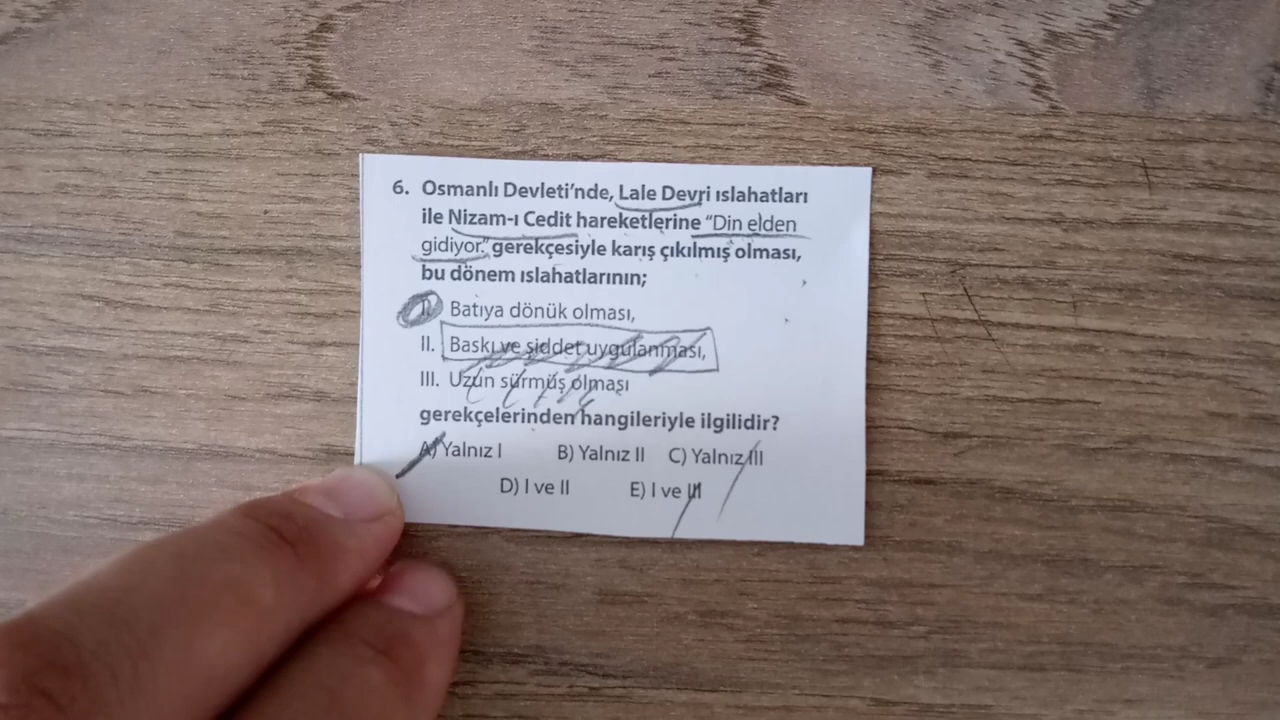 6. Osmanlı Devleti'nde, Lale Devri ıslahatları
ile Nizam-ı Cedit hareketlerine "Din elden
gidiyor." gerekçesiyle karış çıkılmış olması,
bu dönem ıslahatlarının;
I. Batıya dönük olması,
II. Baskı ve şiddet uygulanması,
III. Uzun sürmüş olması
gerekçelerinden hangileriyle ilgilidir?
A) Yalnız I B) Yalnız II C) Yalnız III
D) I ve II E) I ve III